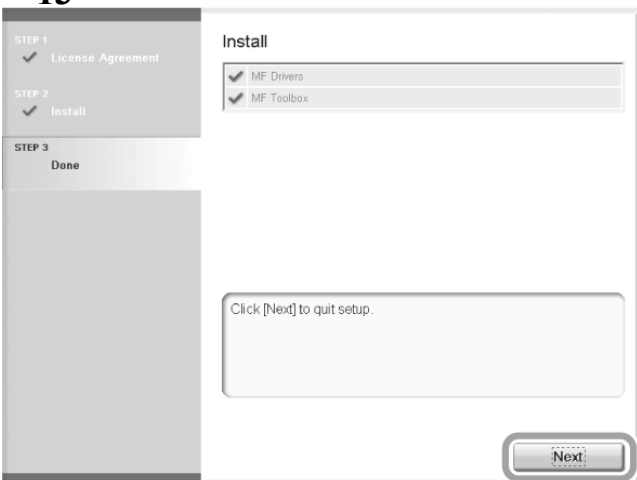 STEP 1
License Agreement
STEP 2
Install
STEP 3
Done
Install
MF Drivers
MF Toolbox
Click [Next] to quit setup.
Next